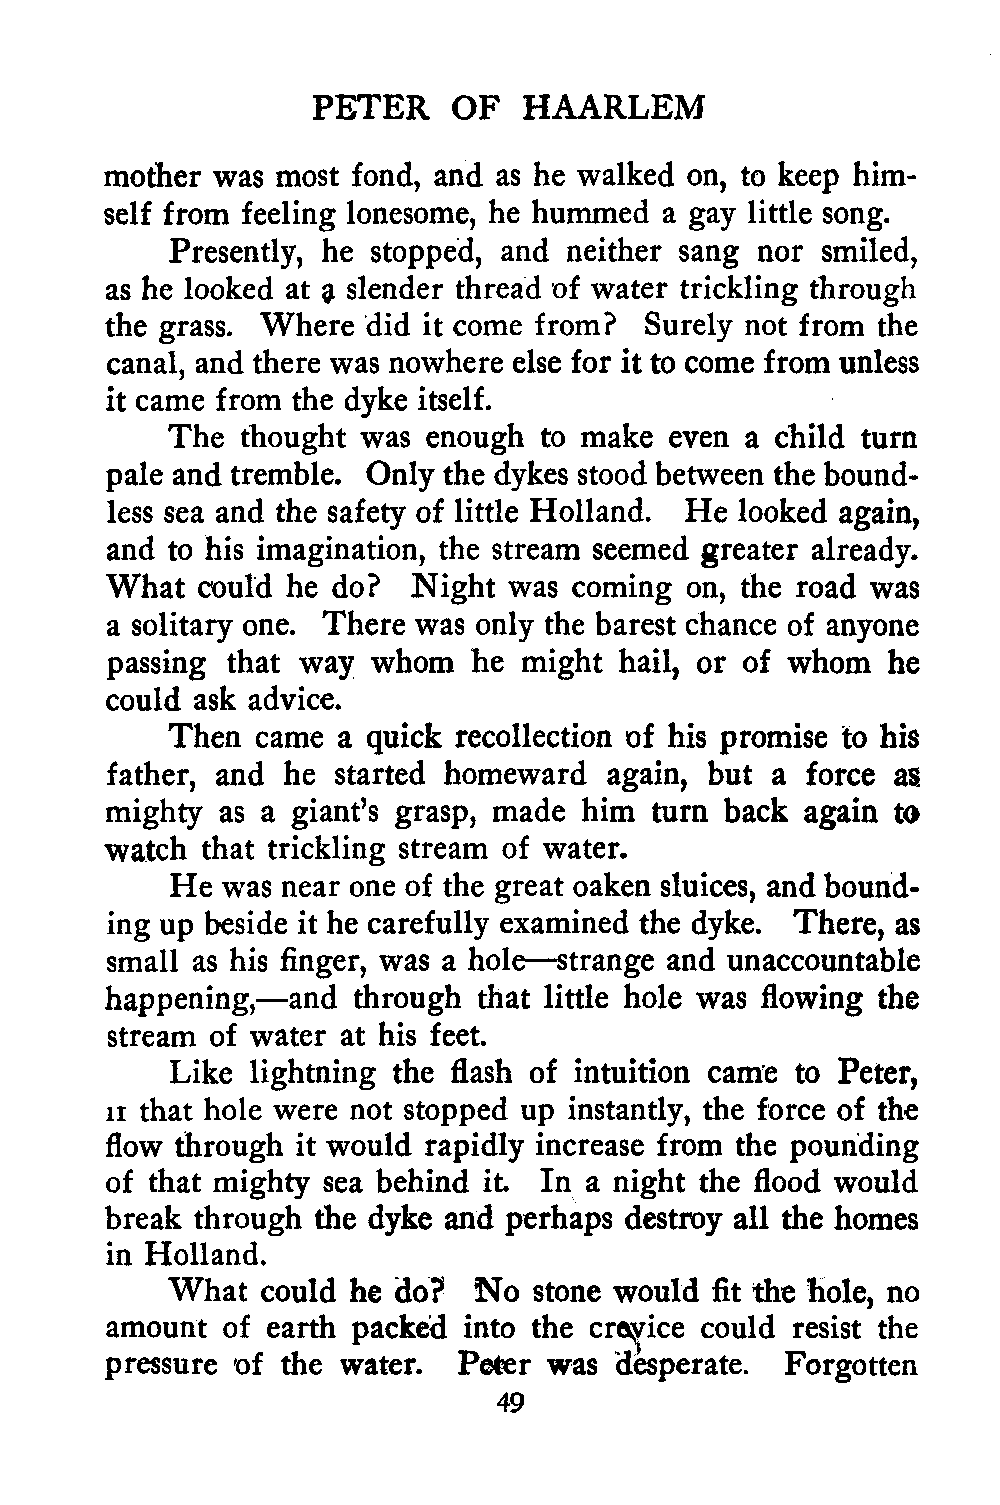 PETER OF HAARLEM
mother was most fond, and as he walked on, to keep him-
self from feeling lonesome, he hummed a gay little song.
Presently, he stopped, and neither sang nor smiled,
as he looked at a slender thread of water trickling through
the grass. Where did it come from? Surely not from the
canal, and there was nowhere else for it to come from unless
it came from the dyke itself.
The thought was enough to make even a child turn
pale and tremble. Only the dykes stood between the bound-
less sea and the safety of little Holland. He looked again,
and to his imagination, the stream seemed greater already.
What could he do? Night was coming on, the road was
a solitary one. There was only the barest chance of anyone
passing that way whom he might hail, or of whom he
could ask advice.
Then came a quick recollection of his promise to his
father, and he started homeward again, but a force as
mighty as a giant's grasp, made him turn back again to
watch that trickling stream of water.
He was near one of the great oaken sluices, and bound-
ing up beside it he carefully examined the dyke. There, as
small as his finger, was a hole—strange and unaccountable
happening,—and through that little hole was flowing the
stream of water at his feet.
Like lightning the flash of intuition came to Peter,
if that hole were not stopped up instantly, the force of the
flow through it would rapidly increase from the pounding
of that mighty sea behind it. In a night the flood would
break through the dyke and perhaps destroy all the homes
in Holland.
What could he do? No stone would fit the hole, no
amount of earth packed into the crevice could resist the
pressure of the water. Peter was desperate. Forgotten
49